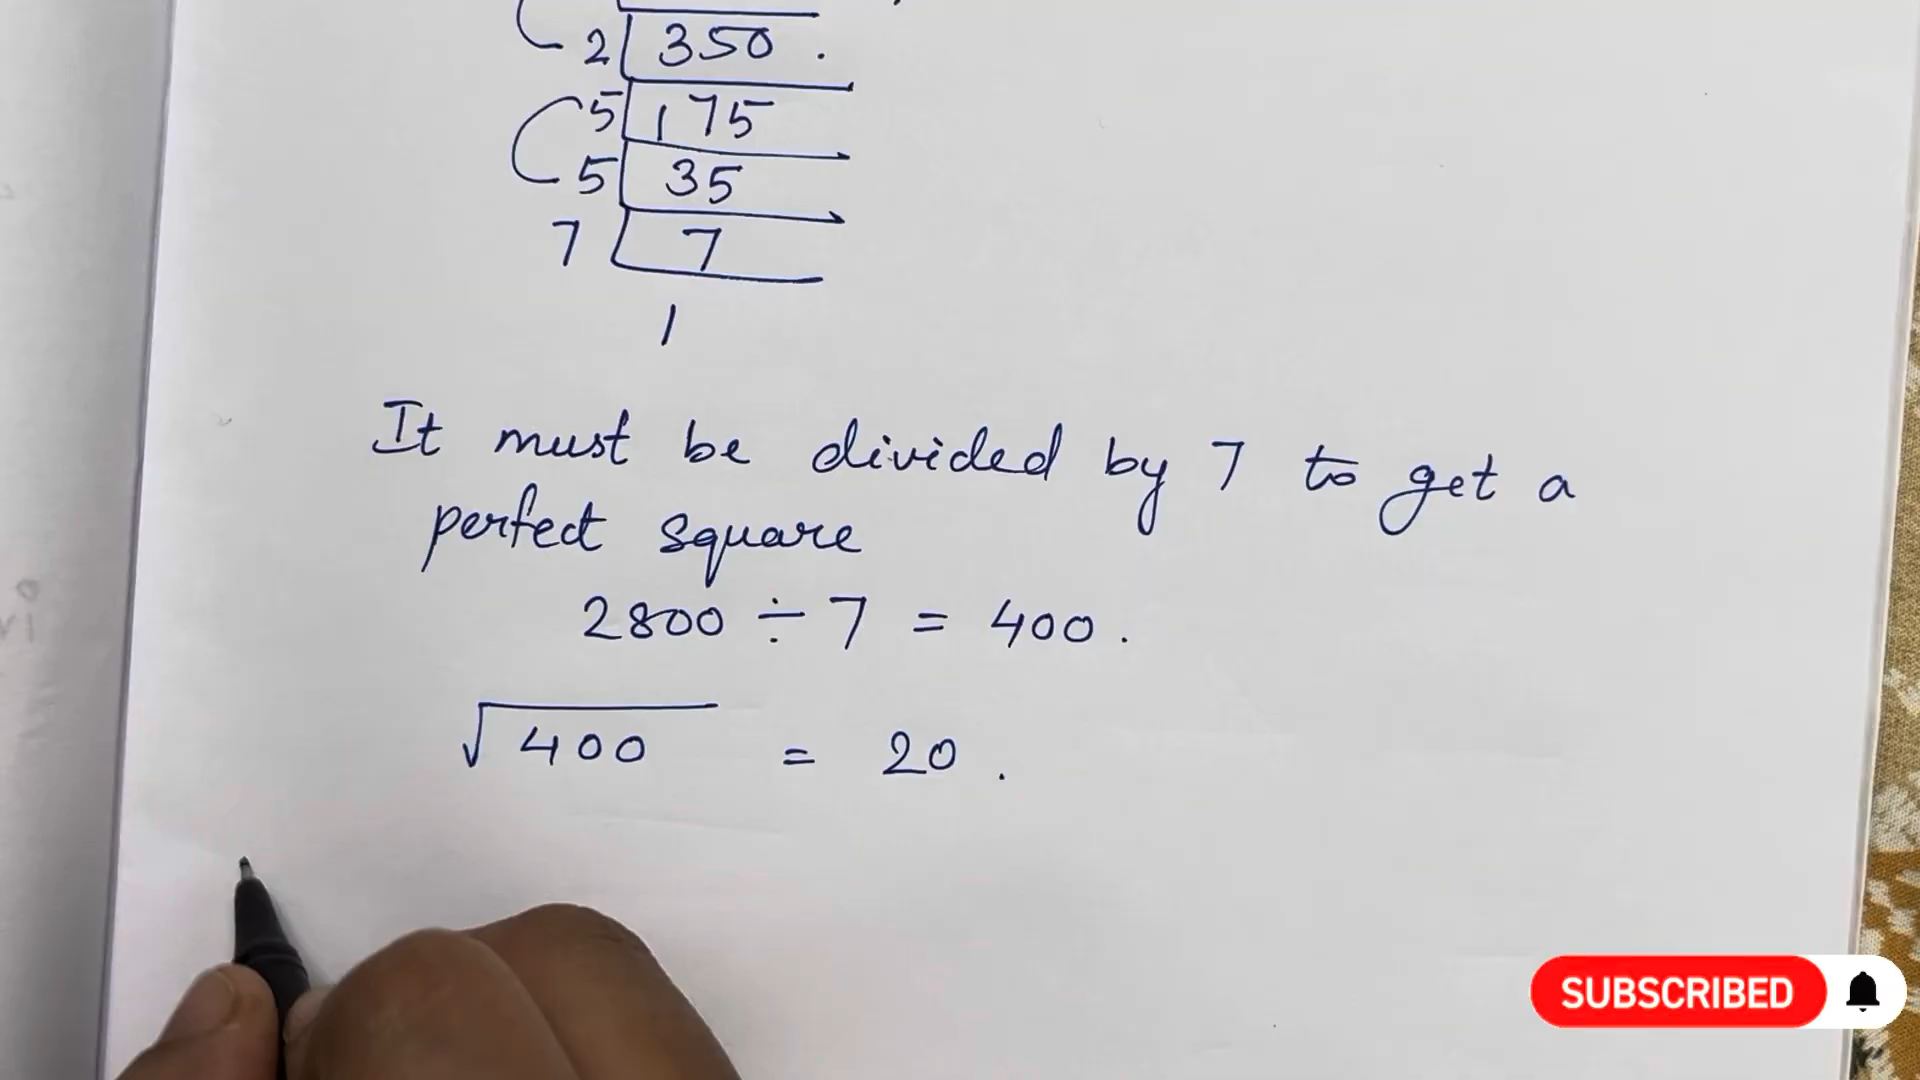 2 350 .
5 175
5 35
7 7
1
It must be divided by 7 to get a
perfect square
2800 ÷ 7 = 400 .
√400 = 20 .
SUBSCRIBED